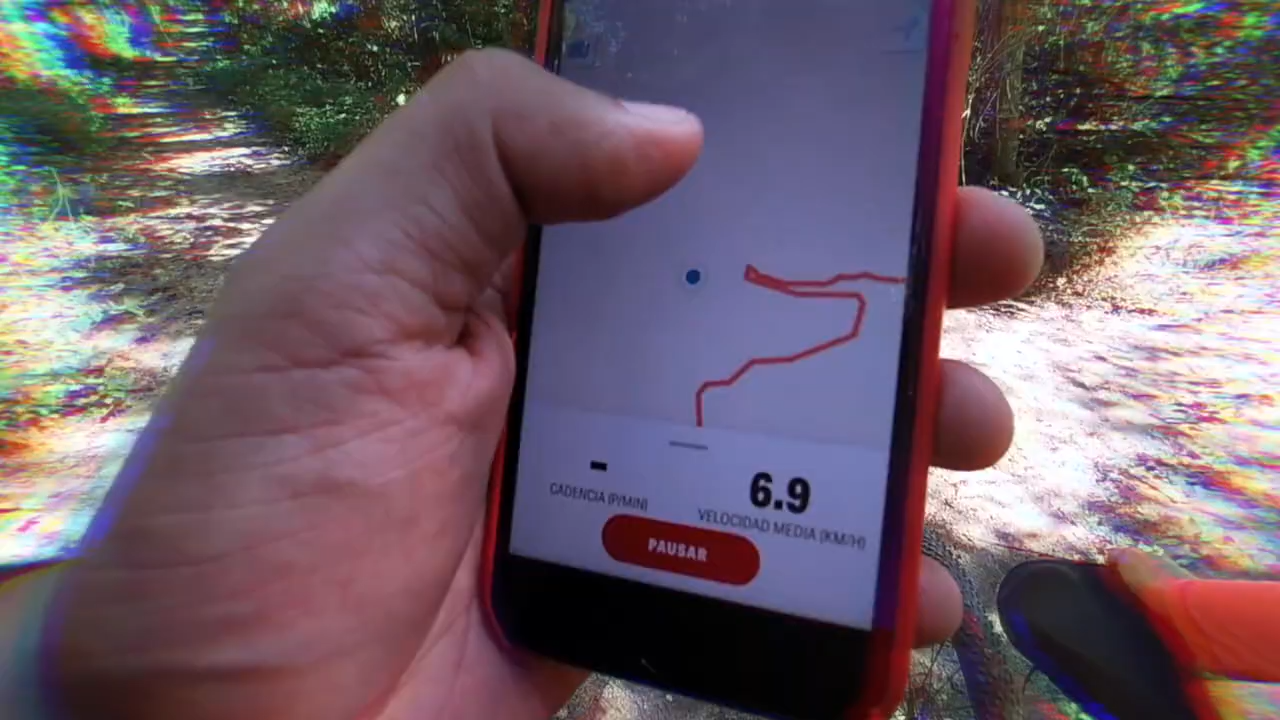 -
6.9
CADENCIA (P/MIN)
VELOCIDAD MEDIA (KM/H)
PAUSAR